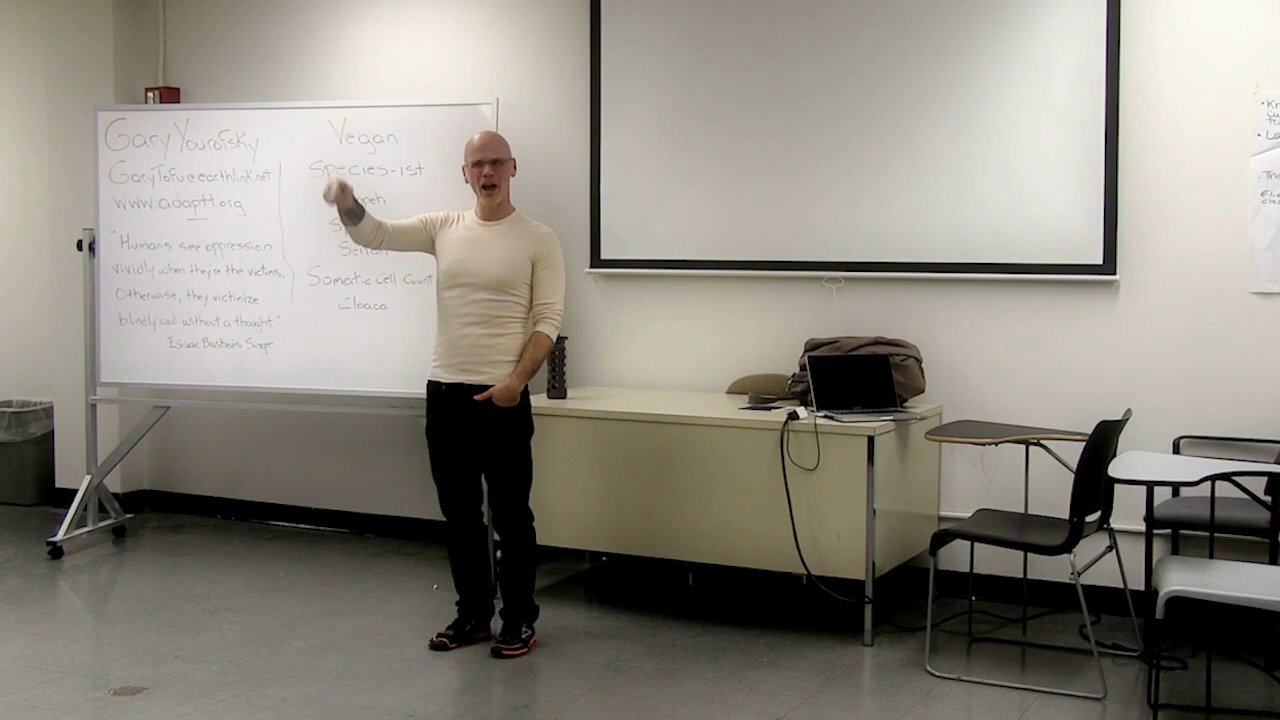 Gary Yourofsky
GaryTofu@earthlink.net
www.adaptt.org
"Humans see oppression
vividly when they're the victims.
Otherwise, they victimize
blindly and without a thought."
Isaac Bashevis Singer
Vegan
Species-ist
Seitan
Somatic Cell Count
Cloaca